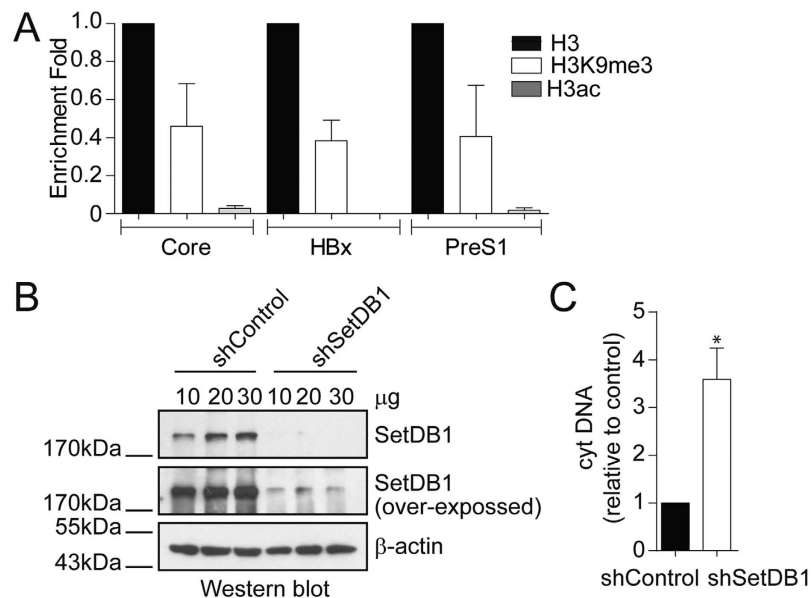 A
Enrichment Fold
1.0
0.8
0.6
0.4
0.2
0
H3
H3K9me3
H3ac
Core
HBx
PreS1
B
shControl
shSetDB1
10 20 30 10 20 30 μg
SetDB1
170kDa
SetDB1
(over-expossed)
170kDa
55kDa
β-actin
43kDa
Western blot
C
cyt DNA
(relative to control)
5
4
3
2
1
0
*
shControl shSetDB1